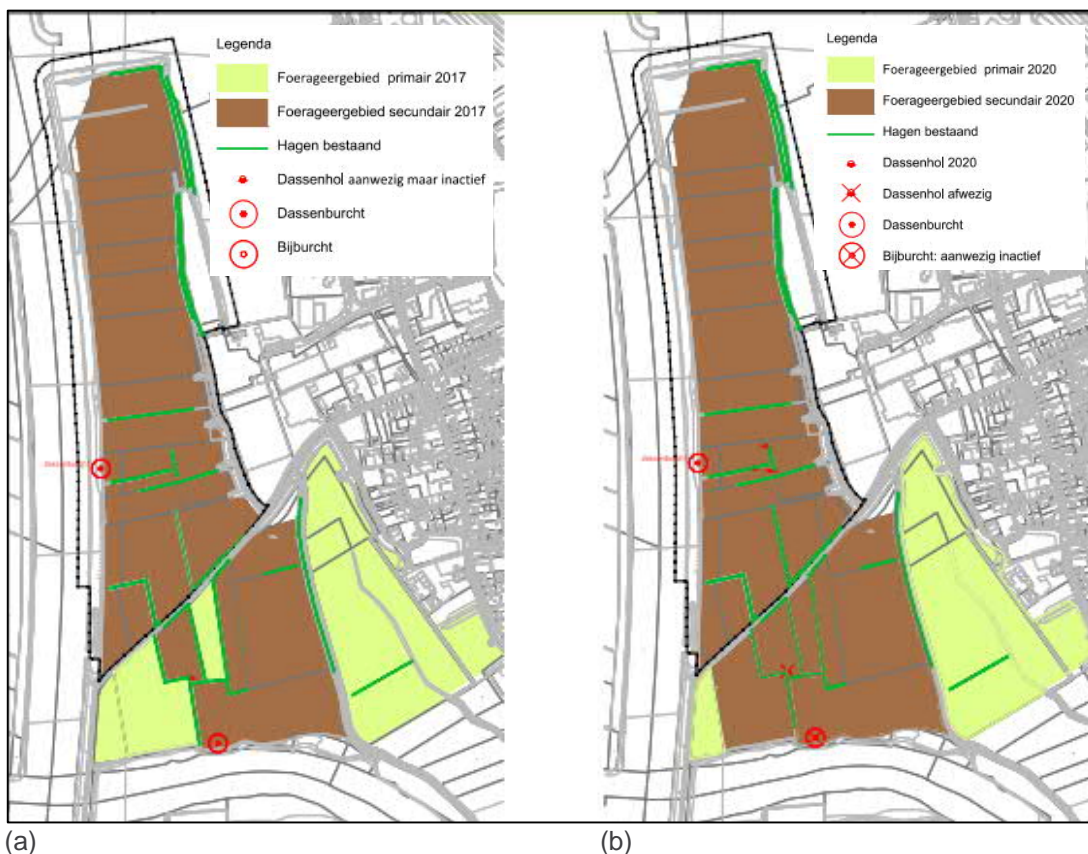 Legenda
Foerageergebied primair 2017
Foerageergebied secundair 2017
Hagen bestaand
Dassenhol aanwezig maar inactief
Dassenburcht
Bijburcht
Legenda
Foerageergebied primair 2020
Foerageergebied secundair 2020
Hagen bestaand
Dassenhol 2020
Dassenhol afwezig
Dassenburcht
Bijburcht: aanwezig inactief
(a)
(b)